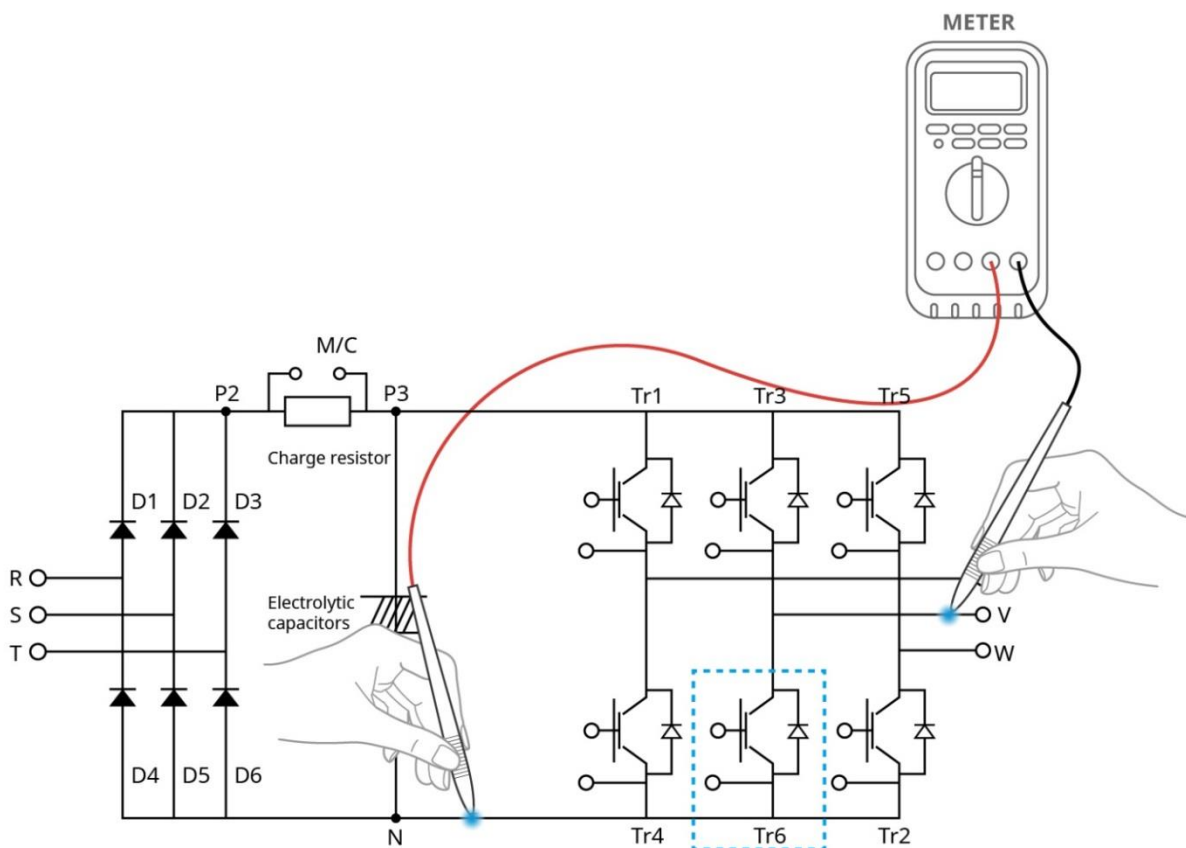 METER
M/C
P2
P3
Tr1
Tr3
Tr5
Charge resistor
D1
D2
D3
R
S
T
Electrolytic
capacitors
V
W
D4
D5
D6
N
Tr4
Tr6
Tr2